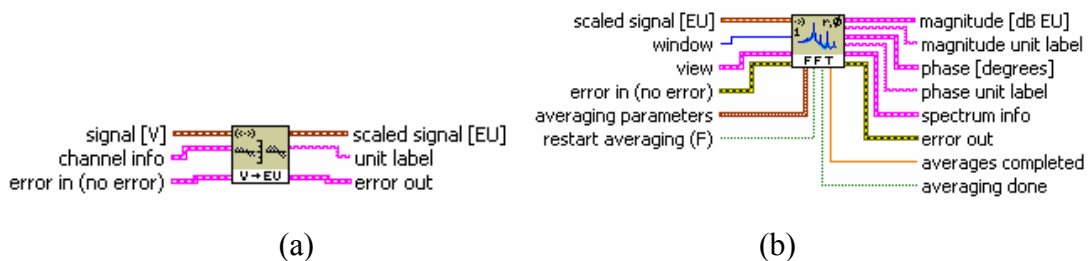 signal [V]
channel info
error in (no error)
V→EU
scaled signal [EU]
unit label
error out
(a)
scaled signal [EU]
window
view
error in (no error)
averaging parameters
restart averaging (F)
1
r,Ø
FFT
magnitude [dB EU]
magnitude unit label
phase [degrees]
phase unit label
spectrum info
error out
averages completed
averaging done
(b)